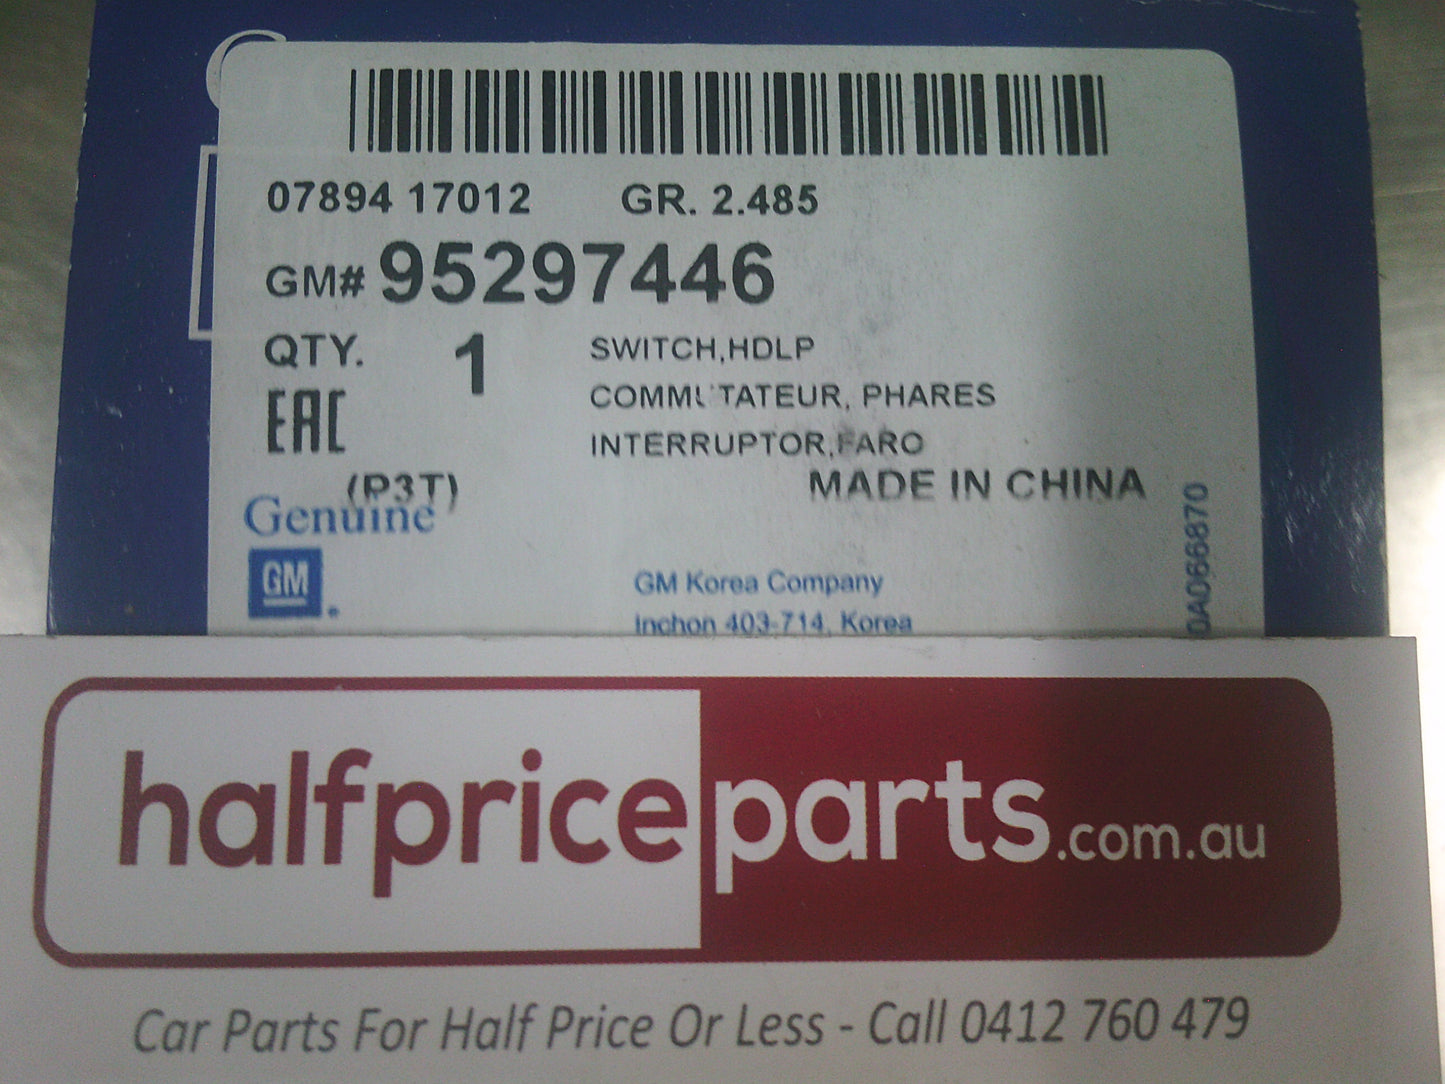 07894 17012 GR. 2.485
GM# 95297446
QTY. 1 SWITCH,HDLP
COMMUTATEUR, PHARES
EAC
INTERRUPTOR,FARO
(P3T) MADE IN CHINA
Genuine
GM
GM Korea Company
Inchon 403-714, Korea
0A066870
halfpriceparts.com.au
Car Parts For Half Price Or Less - Call 0412 760 479